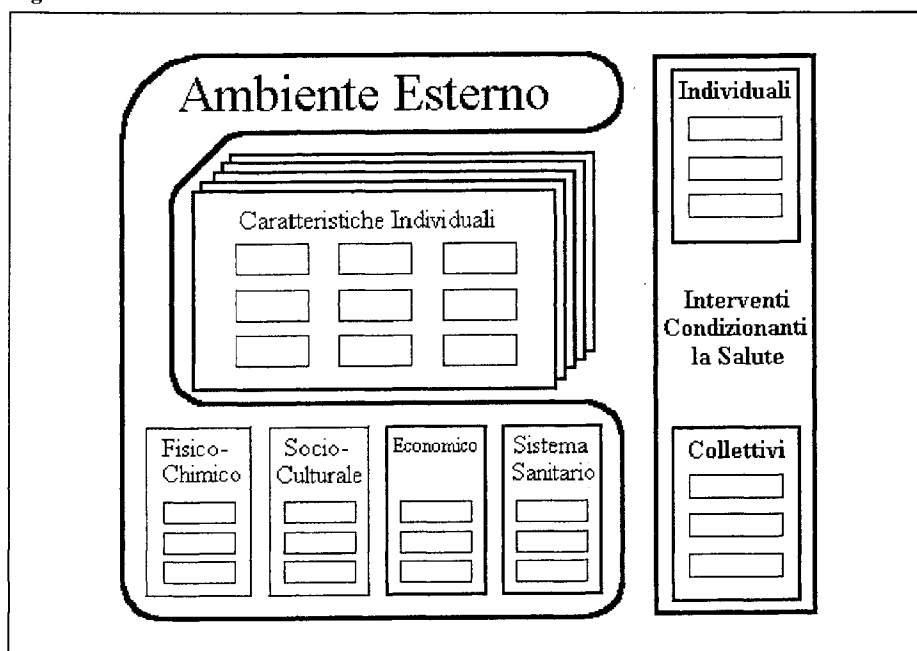 Ambiente Esterno
Caratteristiche Individuali
Fisico-
Chimico
Socio-
Culturale
Economico
Sistema
Sanitario
Individuali
Interventi
Condizionanti
la Salute
Collettivi